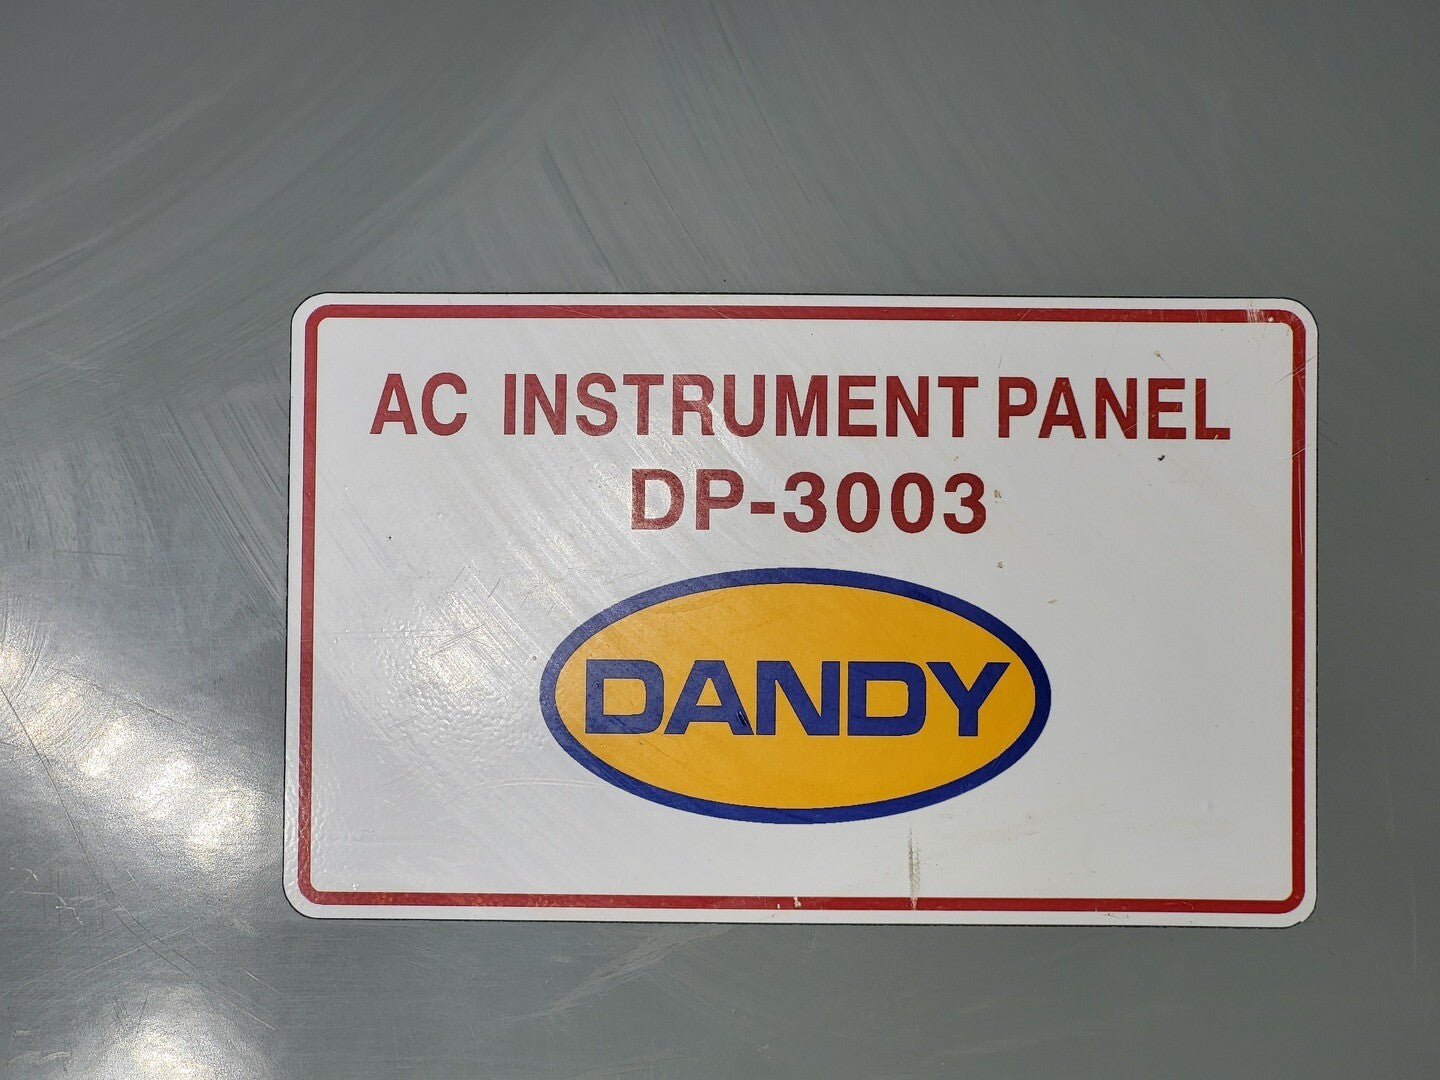 AC INSTRUMENT PANEL
DP-3003
DANDY